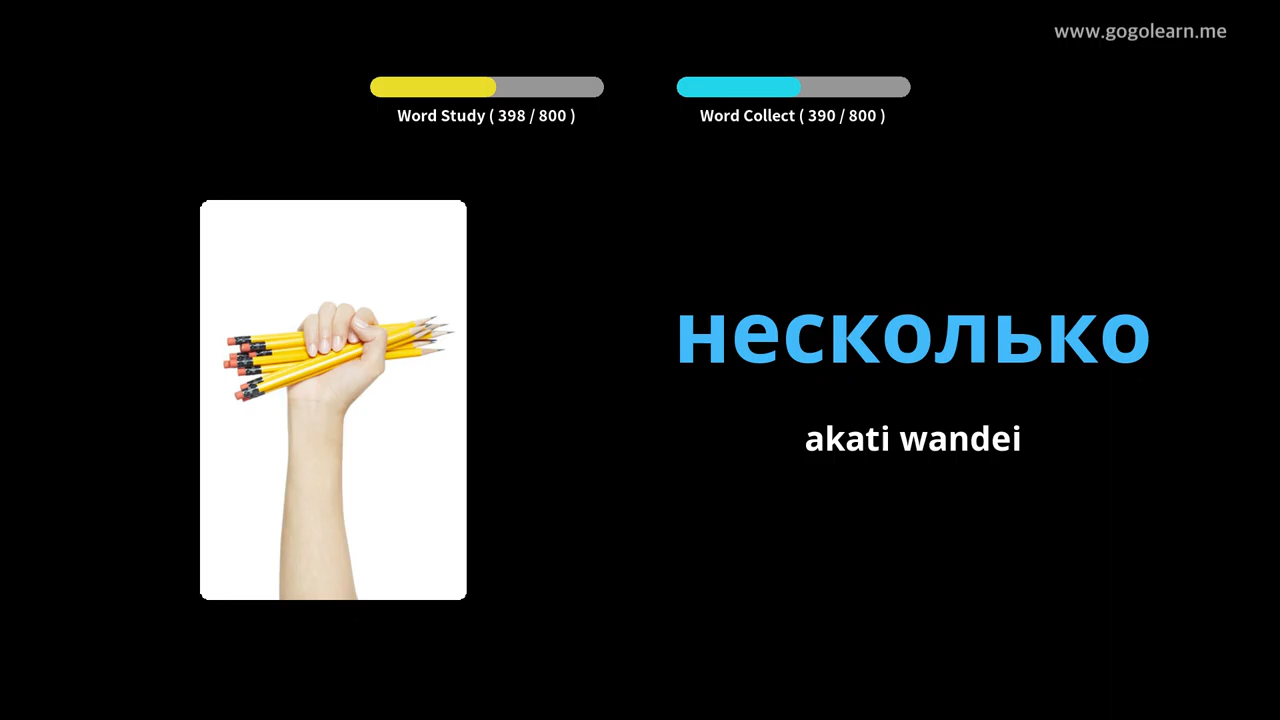 www.gogolearn.me
Word Study ( 398 / 800 )
Word Collect ( 390 / 800 )
несколько
akati wandei